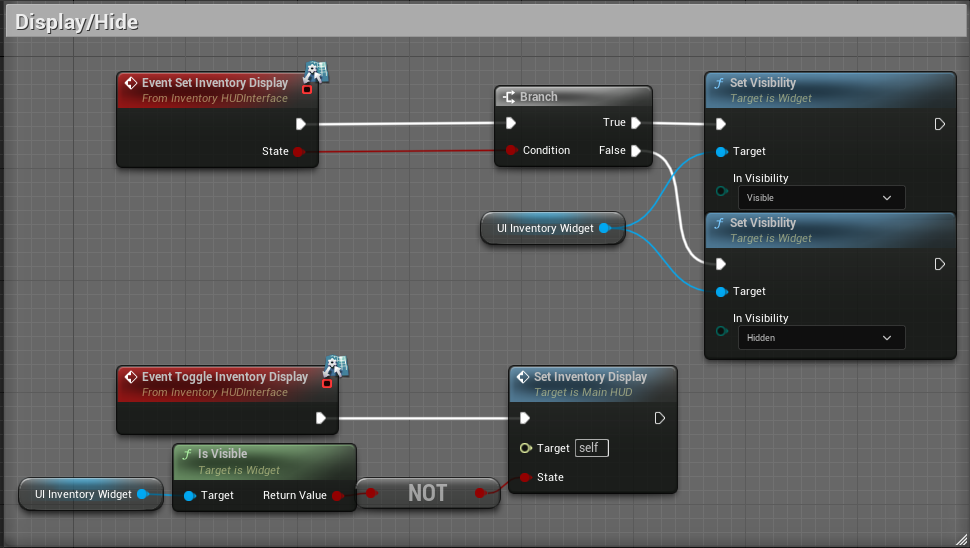 Display/Hide
Event Set Inventory Display
From Inventory HUDInterface
State
Branch
True
Condition
False
Set Visibility
Target is Widget
Target
In Visibility
Visible
UI Inventory Widget
Set Visibility
Target is Widget
Target
In Visibility
Hidden
Event Toggle Inventory Display
From Inventory HUDInterface
Set Inventory Display
Target is Main HUD
Target self
State
Is Visible
Target is Widget
UI Inventory Widget
Target Return Value
NOT